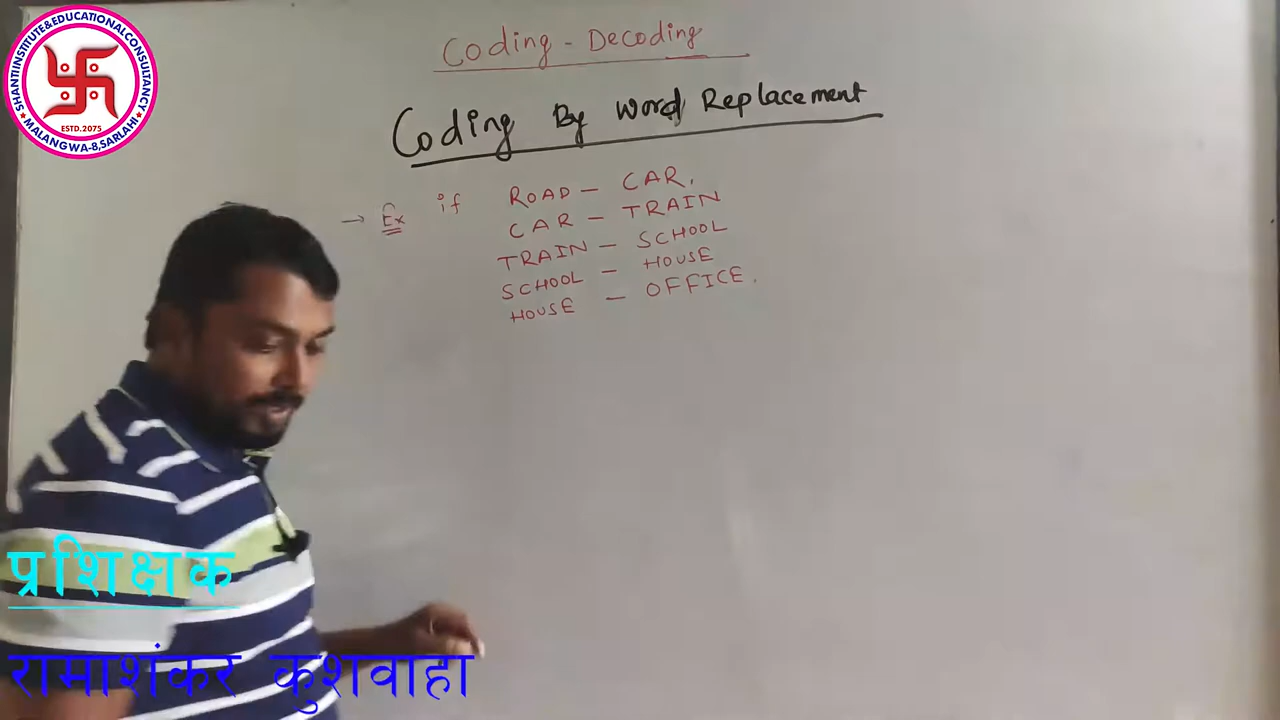 SHANTI INSTITUTE & EDUCATIONAL CONSULTANCY
ESTD. 2075
★ MALANGWA-8, SARLAHI ★
Coding - Decoding
Coding By Word Replacement
→ Ex if ROAD – CAR,
CAR – TRAIN
TRAIN – SCHOOL
SCHOOL – HOUSE
HOUSE – OFFICE.
प्रशिक्षक
रामाशंकर कुशवाहा